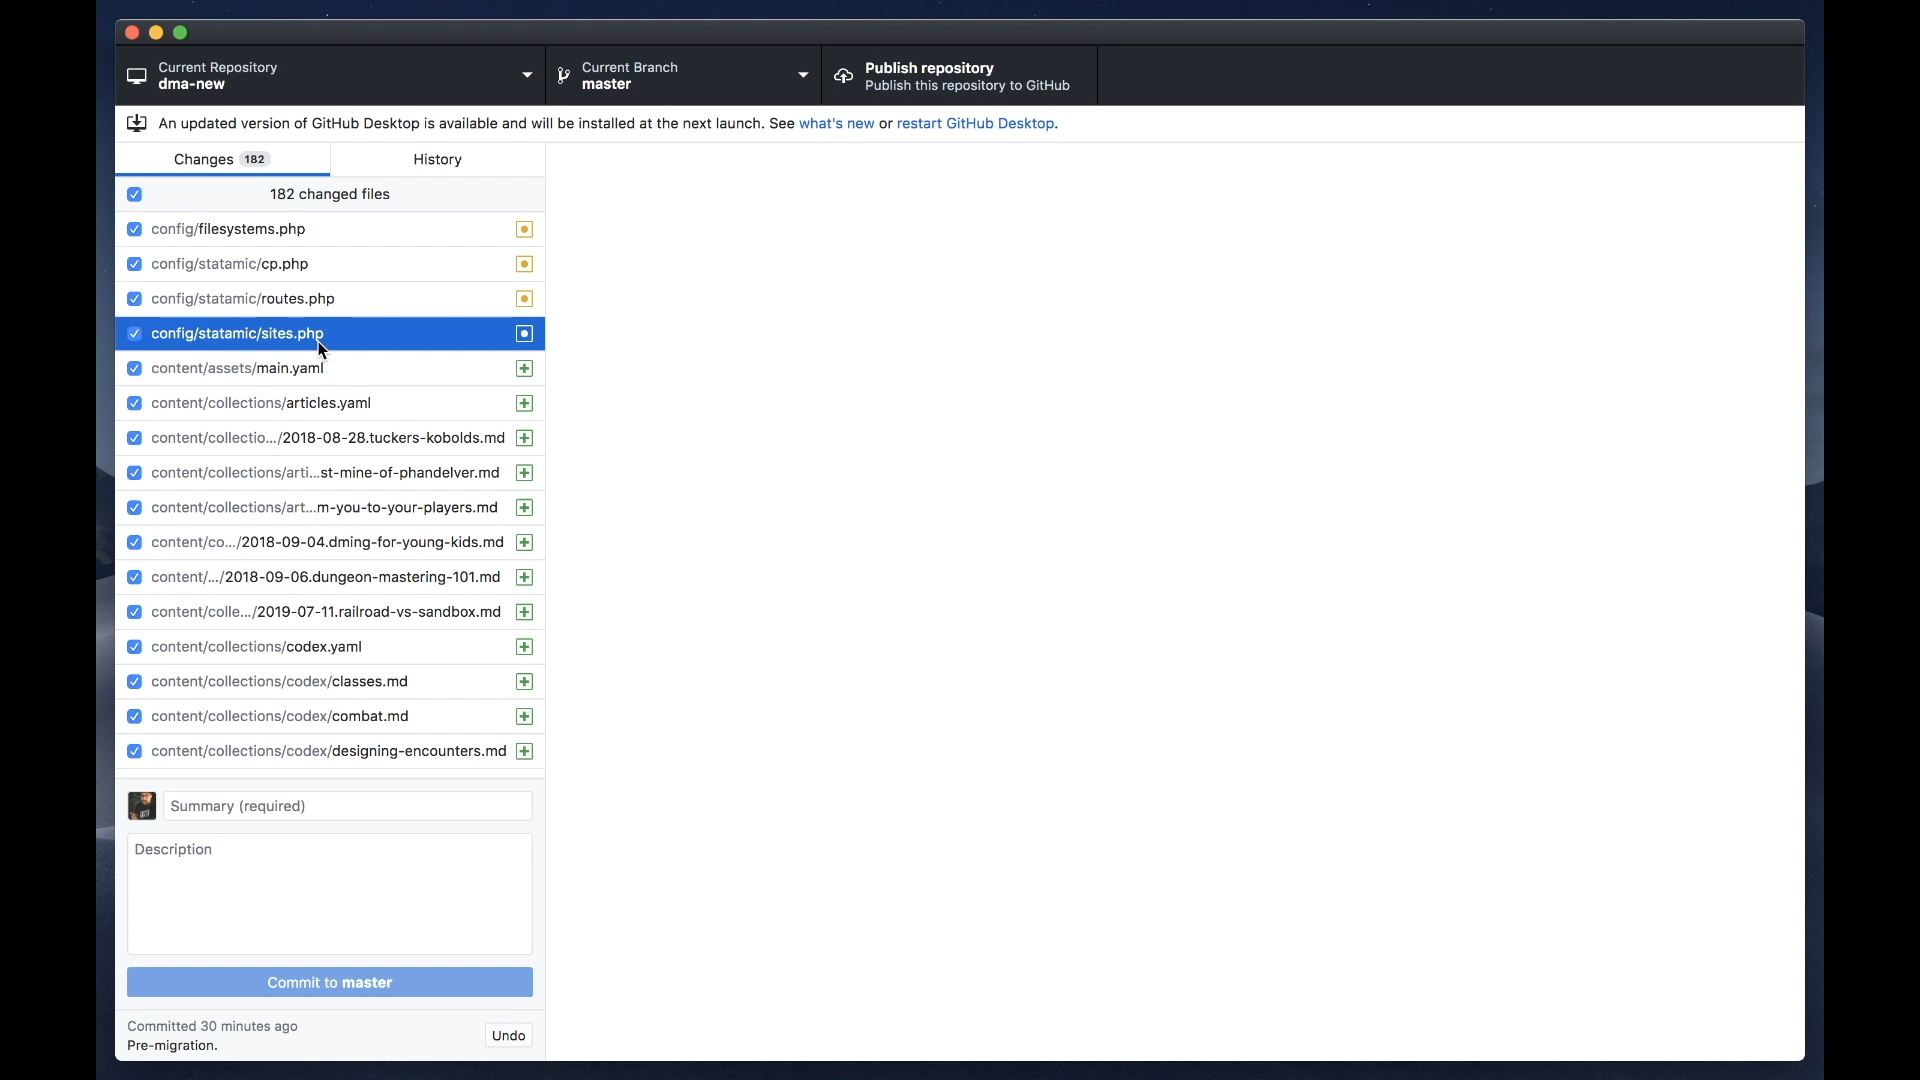 Current Repository
dma-new
Current Branch
master
Publish repository
Publish this repository to GitHub
An updated version of GitHub Desktop is available and will be installed at the next launch. See what's new or restart GitHub Desktop.
Changes 182
History
182 changed files
config/filesystems.php
config/statamic/cp.php
config/statamic/routes.php
config/statamic/sites.php
content/assets/main.yaml
content/collections/articles.yaml
content/collectio.../2018-08-28.tuckers-kobolds.md
content/collections/arti...st-mine-of-phandelver.md
content/collections/art...m-you-to-your-players.md
content/co.../2018-09-04.dming-for-young-kids.md
content/.../2018-09-06.dungeon-mastering-101.md
content/colle.../2019-07-11.railroad-vs-sandbox.md
content/collections/codex.yaml
content/collections/codex/classes.md
content/collections/codex/combat.md
content/collections/codex/designing-encounters.md
Summary (required)
Description
Commit to master
Committed 30 minutes ago
Pre-migration.
Undo